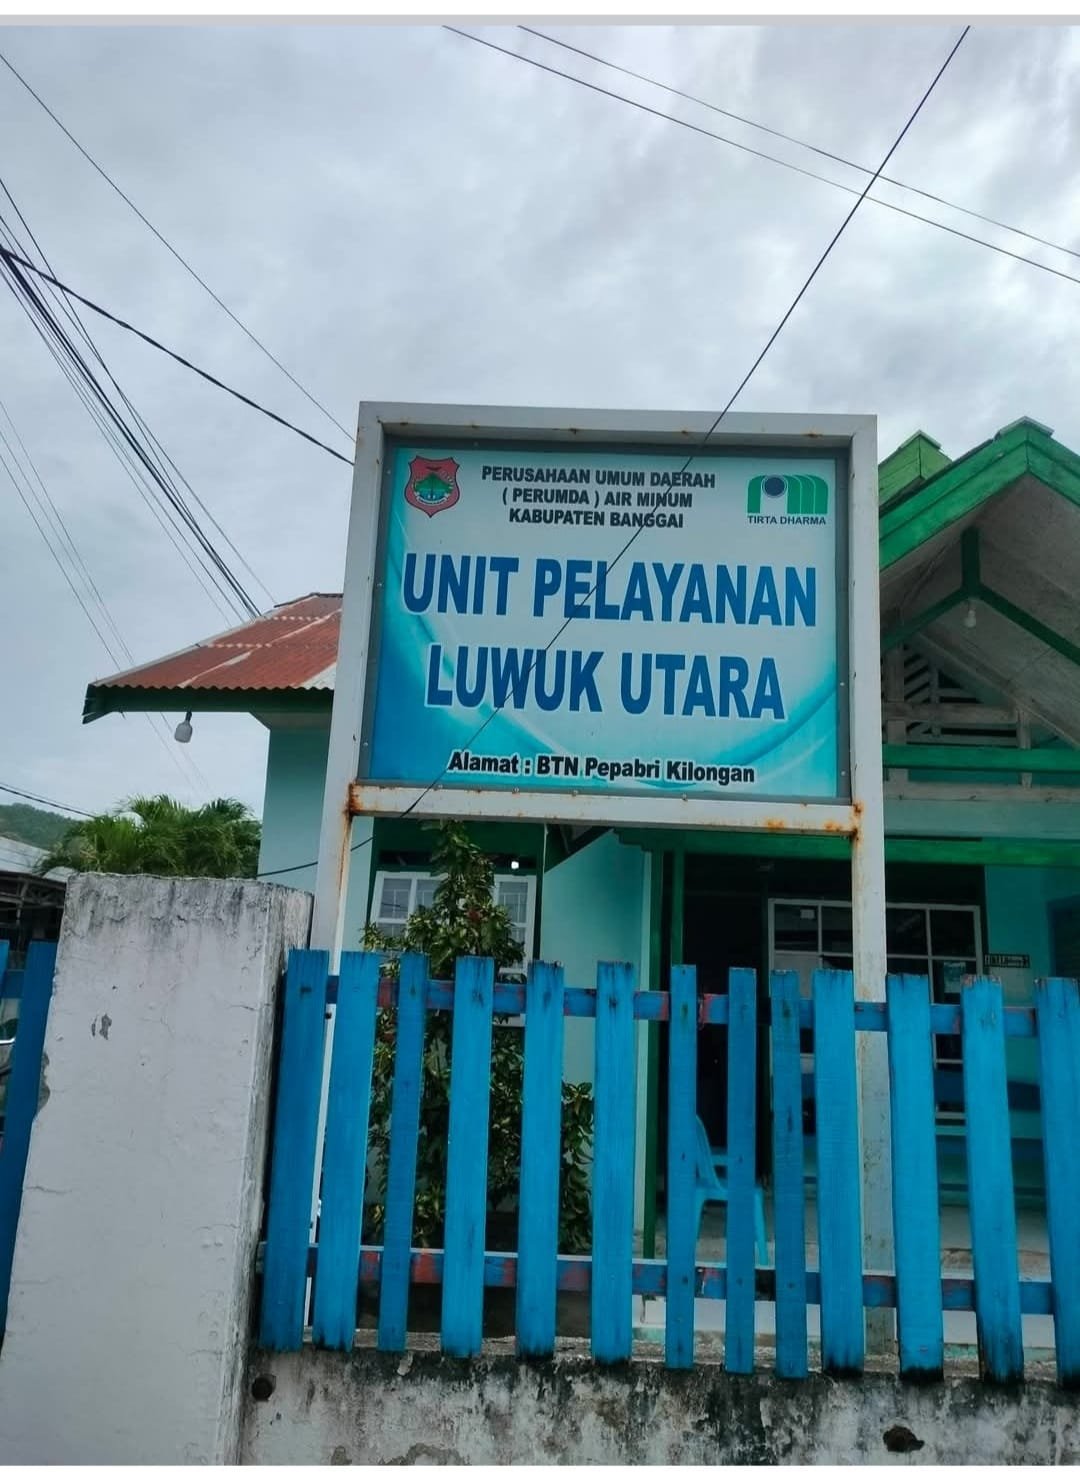 PERUSAHAAN UMUM DAERAH
( PERUMDA ) AIR MINUM
KABUPATEN BANGGAI
TIRTA DHARMA
UNIT PELAYANAN
LUWUK UTARA
Alamat : BTN Pepabri Kilongan